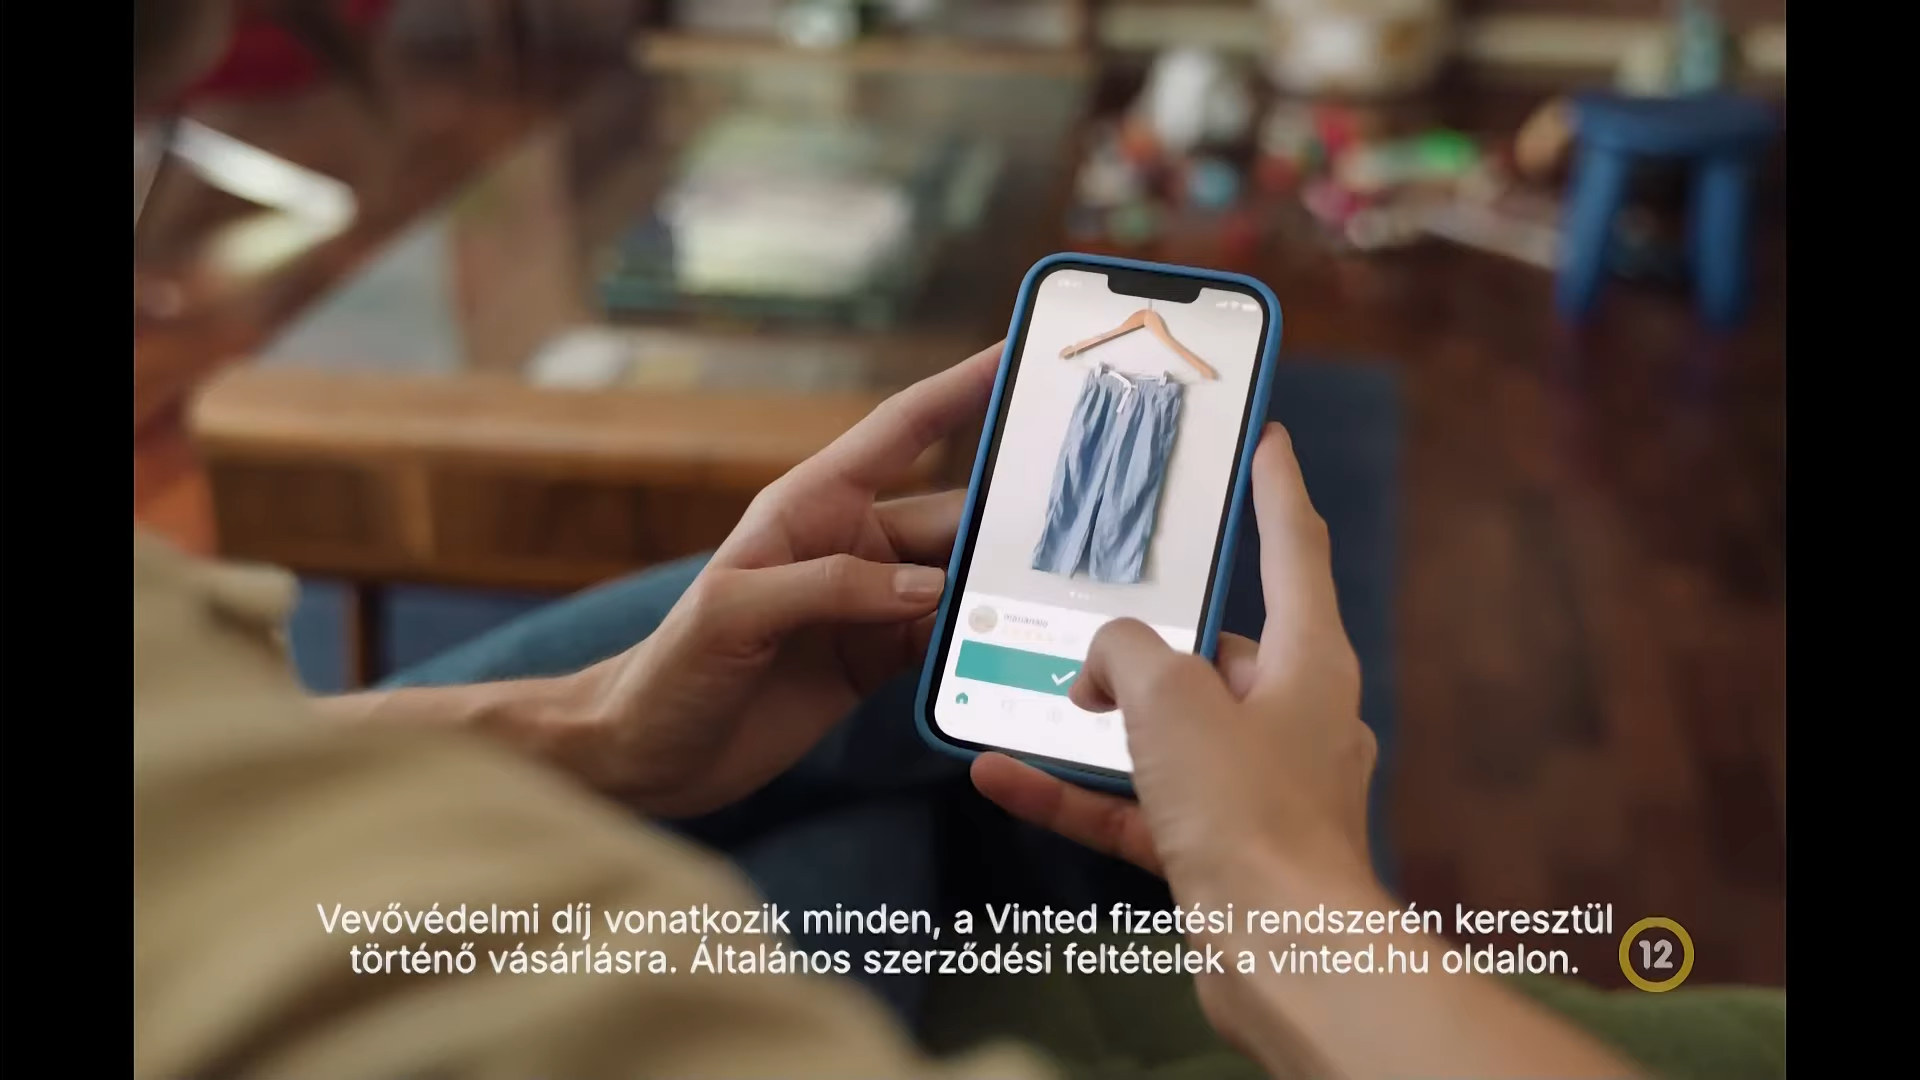 Vevővédelmi díj vonatkozik minden, a Vinted fizetési rendszerén keresztül
történő vásárlásra. Általános szerződési feltételek a vinted.hu oldalon.
12